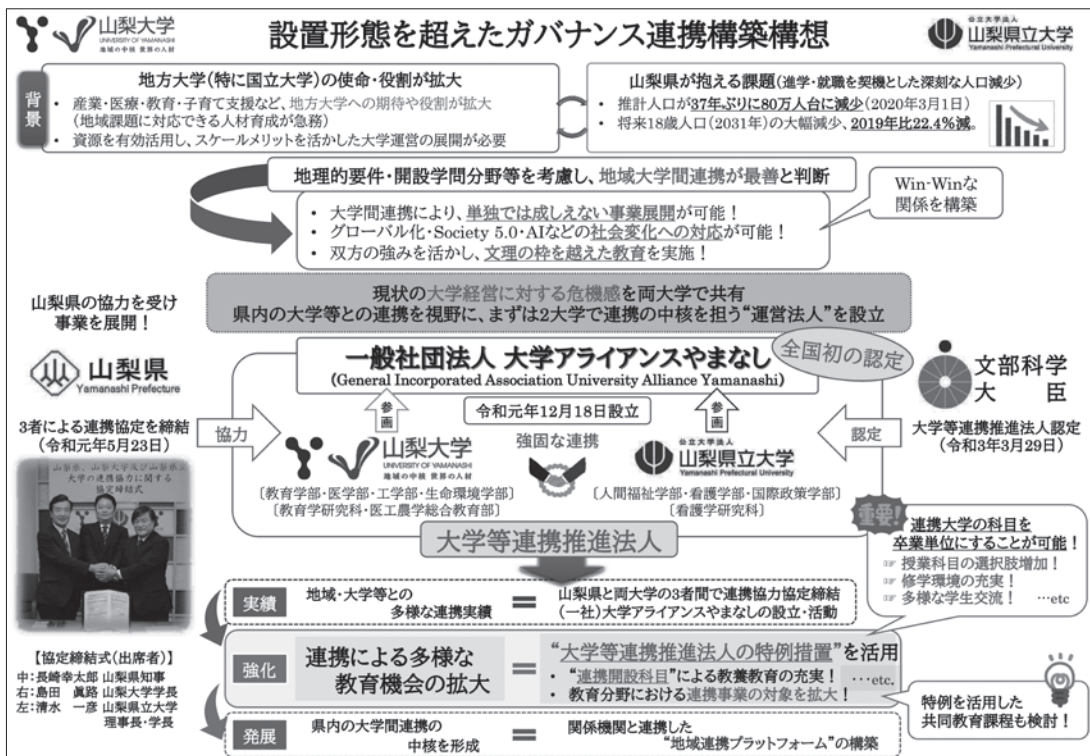 山梨大学
UNIVERSITY OF YAMANASHI
地域の中核 世界の人材
設置形態を超えたガバナンス連携構築構想
公立大学法人
山梨県立大学
Yamanashi Prefectural University
背景
地方大学(特に国立大学)の使命・役割が拡大
・ 産業・医療・教育・子育て支援など、地方大学への期待や役割が拡大
(地域課題に対応できる人材育成が急務)
・ 資源を有効活用し、スケールメリットを活かした大学運営の展開が必要
山梨県が抱える課題(進学・就職を契機とした深刻な人口減少)
・ 推計人口が37年ぶりに80万人台に減少(2020年3月1日)
・ 将来18歳人口(2031年)の大幅減少、2019年比22.4%減。
地理的要件・開設学問分野等を考慮し、地域大学間連携が最善と判断
・ 大学間連携により、単独では成しえない事業展開が可能！
・ グローバル化・Society 5.0・AIなどの社会変化への対応が可能！
・ 双方の強みを活かし、文理の枠を越えた教育を実施！
Win-Winな
関係を構築
現状の大学経営に対する危機感を両大学で共有
県内の大学等との連携を視野に、まずは2大学で連携の中核を担う“運営法人”を設立
山梨県の協力を受け
事業を展開！
山梨県
Yamanashi Prefecture
3者による連携協定を締結
(令和元年5月23日)
協力
一般社団法人 大学アライアンスやまなし
(General Incorporated Association University Alliance Yamanashi)
全国初の認定
参画
令和元年12月18日設立
参画
山梨大学
UNIVERSITY OF YAMANASHI
地域の中核 世界の人材
強固な連携
公立大学法人
山梨県立大学
Yamanashi Prefectural University
〔教育学部・医学部・工学部・生命環境学部〕
〔教育学研究科・医工農学総合教育部〕
〔人間福祉学部・看護学部・国際政策学部〕
〔看護学研究科〕
大学等連携推進法人
文部科学
大臣
認定
大学等連携推進法人認定
(令和3年3月29日)
山梨県、山梨大学及び山梨県立
大学の連携協力に関する
協定締結式
重要！
連携大学の科目を
卒業単位にすることが可能！
☞ 授業科目の選択肢増加！
☞ 修学環境の充実！
☞ 多様な学生交流！ …etc
実績
地域・大学等との
多様な連携実績
=
山梨県と両大学の3者間で連携協力協定締結
(一社)大学アライアンスやまなしの設立・活動
強化
連携による多様な
教育機会の拡大
=
“大学等連携推進法人の特例措置”を活用
・ “連携開設科目”による教養教育の充実！ …etc.
・ 教育分野における連携事業の対象を拡大！
発展
県内の大学間連携の
中核を形成
=
関係機関と連携した
“地域連携プラットフォーム”の構築
特例を活用した
共同教育課程も検討！
【協定締結式(出席者)】
中：長崎幸太郎 山梨県知事
右：島田 眞路 山梨大学学長
左：清水 一彦 山梨県立大学
理事長・学長